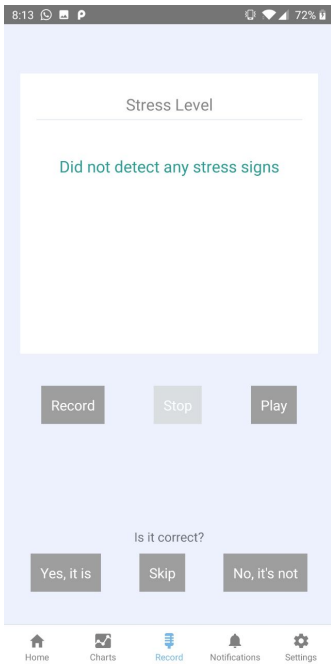 8:13 72%
Stress Level
Did not detect any stress signs
Record Stop Play
Is it correct?
Yes, it is Skip No, it's not
Home Charts Record Notifications Settings